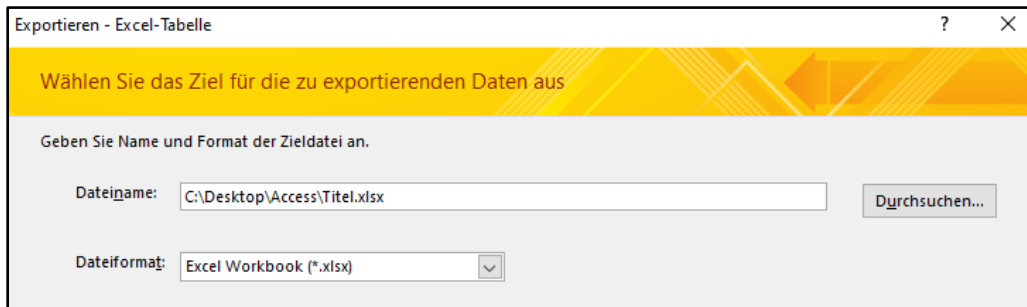 Exportieren - Excel-Tabelle ? ×
Wählen Sie das Ziel für die zu exportierenden Daten aus
Geben Sie Name und Format der Zieldatei an.
Dateiname: C:\Desktop\Access\Titel.xlsx Durchsuchen...
Dateiformat: Excel Workbook (*.xlsx)